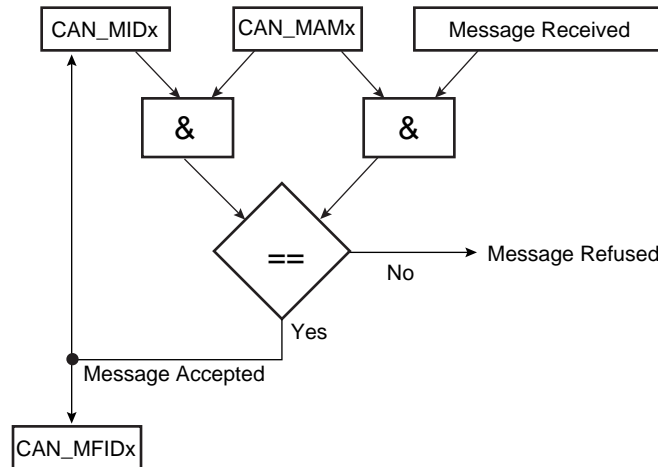 CAN_MIDx
CAN_MAMx
Message Received
&
&
==
No
Message Refused
Yes
Message Accepted
CAN_MFIDx